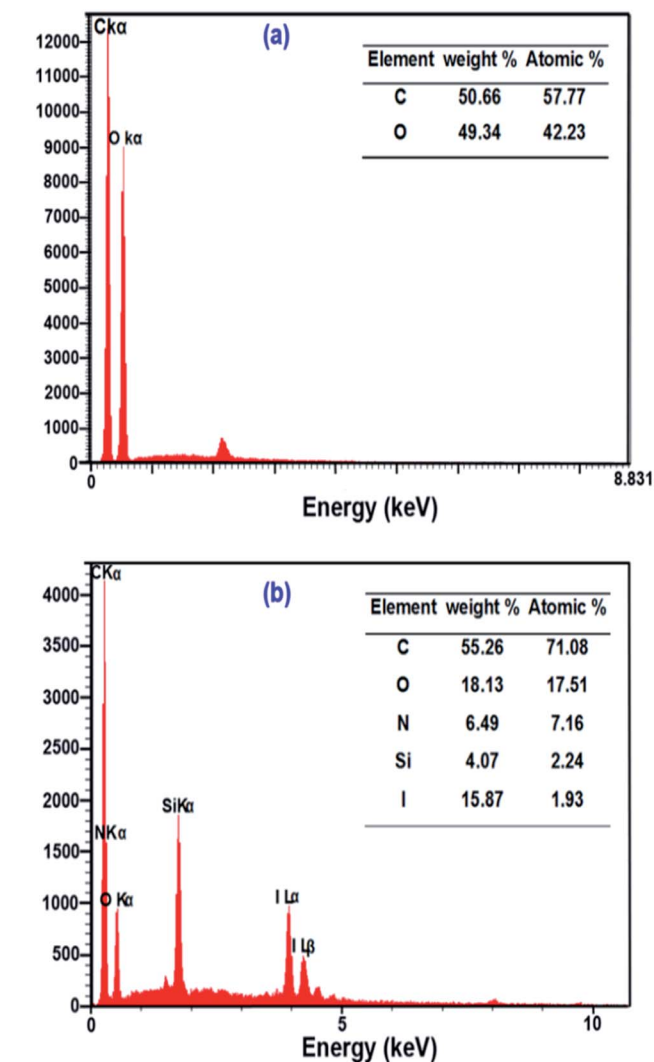 Ckα
(a)
12000
Element weight % Atomic %
11000
C 50.66 57.77
10000
O kα
O 49.34 42.23
9000
8000
7000
6000
5000
4000
3000
2000
1000
0
0
8.831
Energy (keV)
CKα
(b)
4000
Element weight % Atomic %
C 55.26 71.08
3500
O 18.13 17.51
3000
N 6.49 7.16
2500
Si 4.07 2.24
2000
SiKα
I 15.87 1.93
NKα
1500
O Kα
1000
I Lα
I Lβ
500
0
0
5
10
Energy (keV)